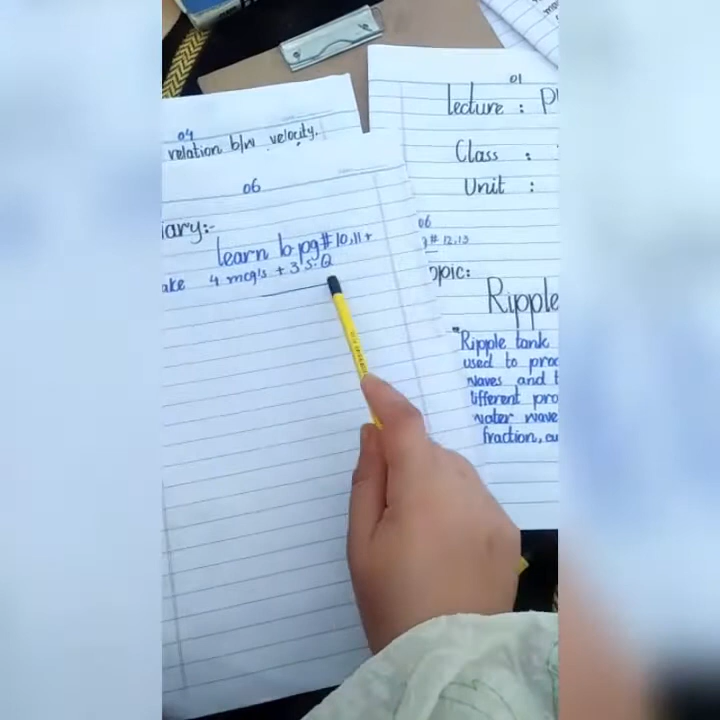 04
relation b/w velocity.
06
iary:-
learn b pg# 10,11 +
ake 4 mcq's + 3 S.Q
01
lecture : P
Class :
Unit :
06
# 12,13
opic:
Ripple
"Ripple tank
used to pro
waves and t
different pro
water wave
fraction,